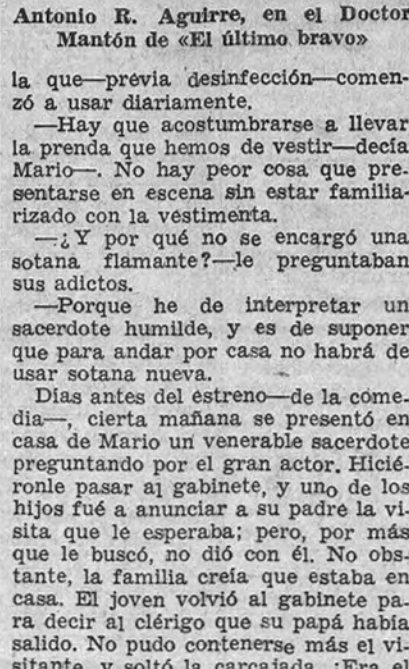 Antonio R. Aguirre, en el Doctor
Mantón de «El último bravo»
la que—previa desinfección—comen-
zó a usar diariamente.
—Hay que acostumbrarse a llevar
la prenda que hemos de vestir—decía
Mario—. No hay peor cosa que pre-
sentarse en escena sin estar familia-
rizado con la vestimenta.
—¿Y por qué no se encargó una
sotana flamante?—le preguntaban
sus adictos.
—Porque he de interpretar un
sacerdote humilde, y es de suponer
que para andar por casa no habrá de
usar sotana nueva.
Días antes del estreno—de la come-
dia—, cierta mañana se presentó en
casa de Mario un venerable sacerdote
preguntando por el gran actor. Hicié-
ronle pasar al gabinete, y uno de los
hijos fué a anunciar a su padre la vi-
sita que le esperaba; pero, por más
que le buscó, no dió con él. No obs-
tante, la familia creía que estaba en
casa. El joven volvió al gabinete pa-
ra decir al clérigo que su papá había
salido. No pudo contenerse más el vi-
sitante, y soltó la carcajada. Era